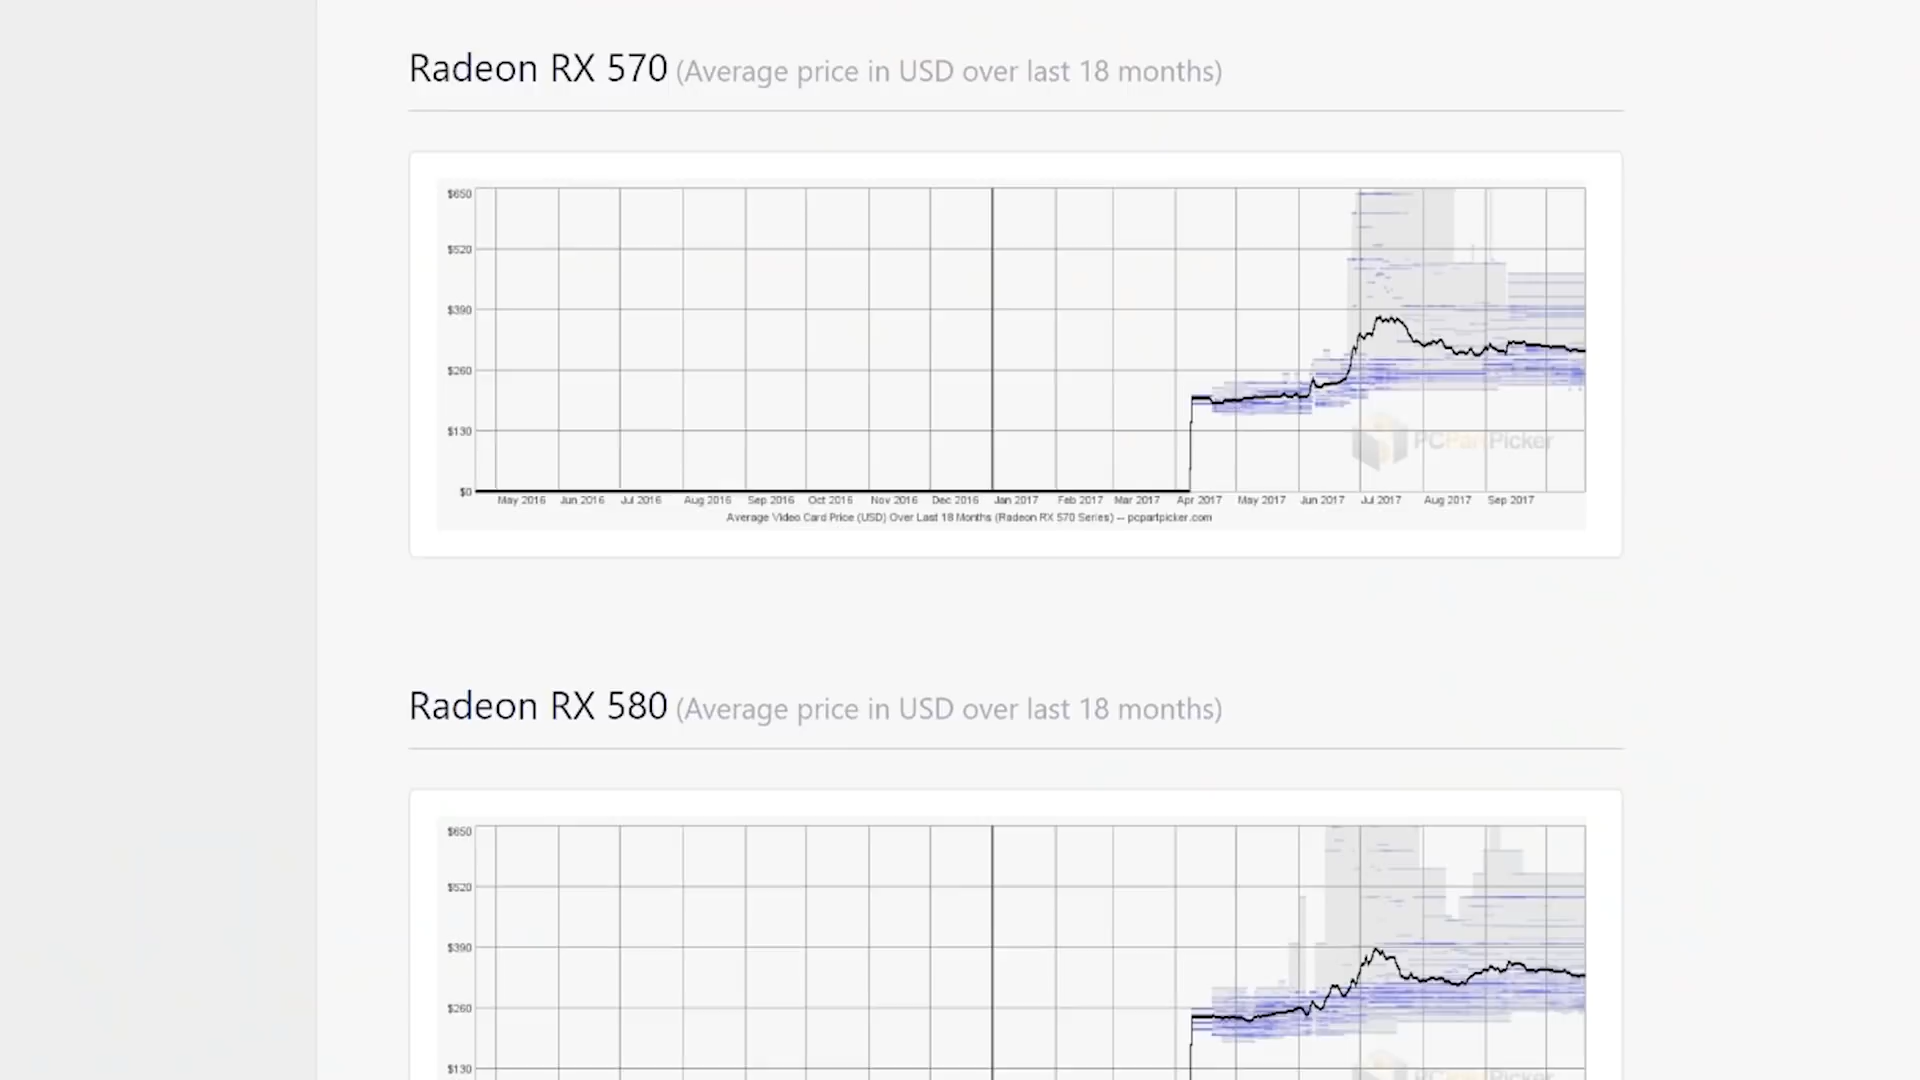 Radeon RX 570 (Average price in USD over last 18 months)
$650
$520
$390
$260
$130
$0
PCPartPicker
May 2016 Jun 2016 Jul 2016 Aug 2016 Sep 2016 Oct 2016 Nov 2016 Dec 2016 Jan 2017 Feb 2017 Mar 2017 Apr 2017 May 2017 Jun 2017 Jul 2017 Aug 2017 Sep 2017
Average Video Card Price (USD) Over Last 18 Months (Radeon RX 570 Series) -- pcpartpicker.com
Radeon RX 580 (Average price in USD over last 18 months)
$650
$520
$390
$260
$130
PCPartPicker